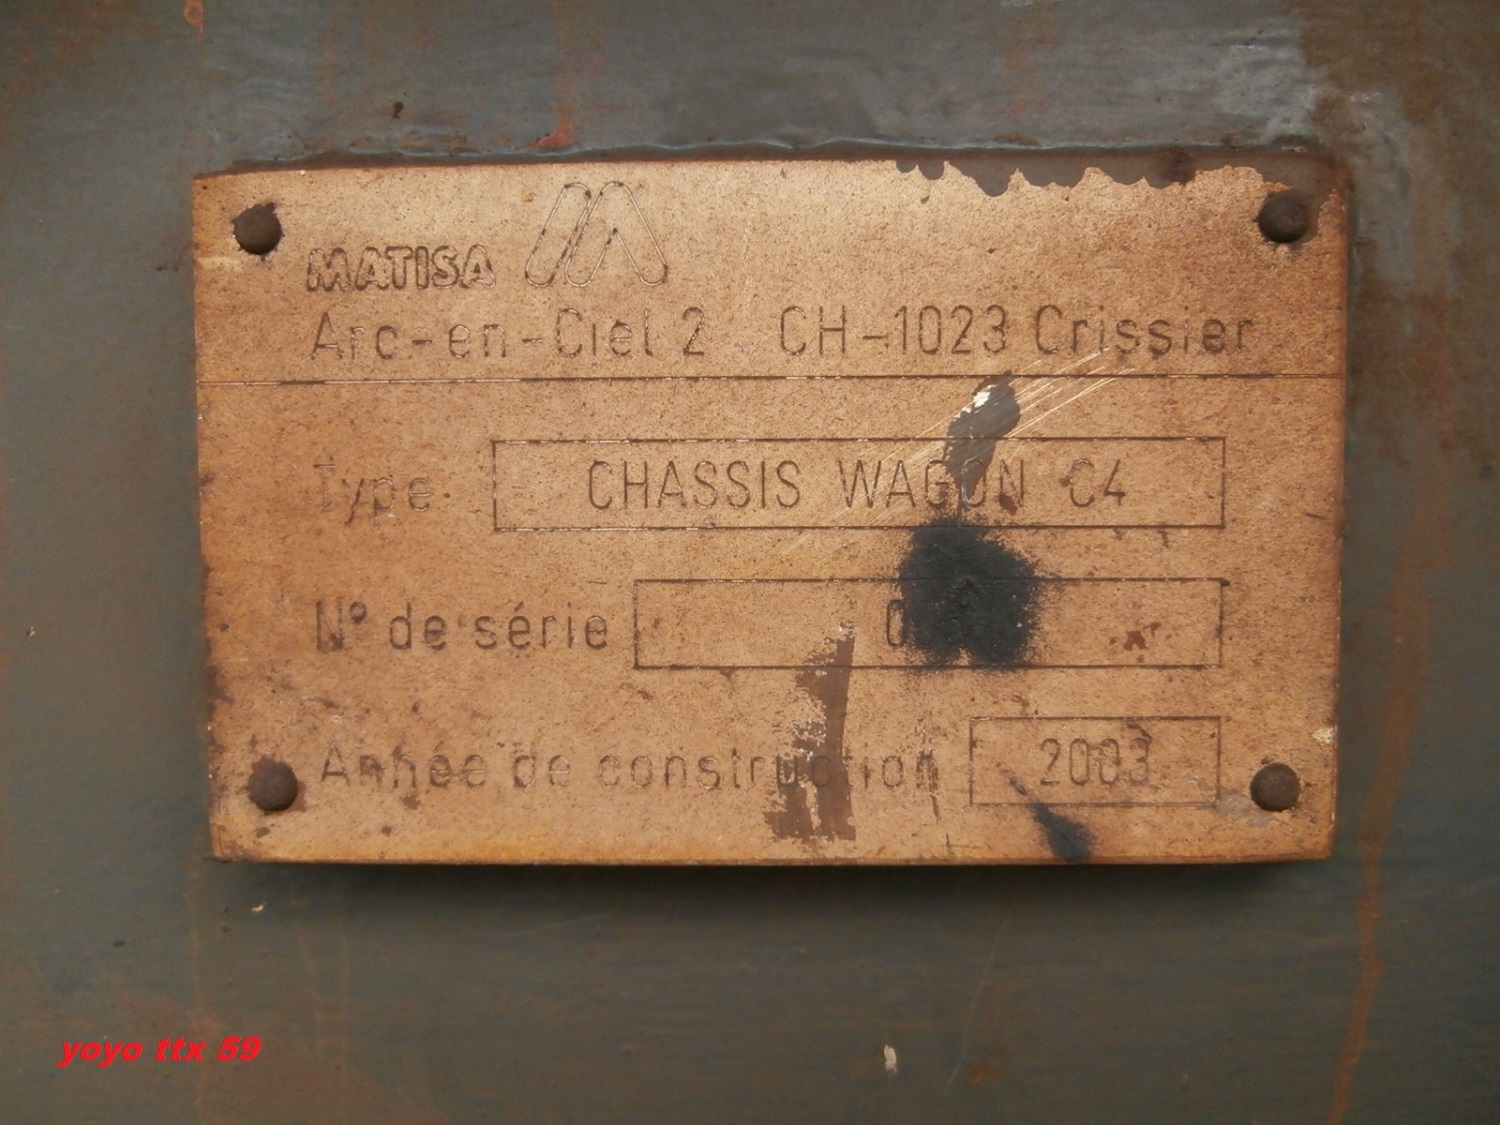 MATISA
Arc-en-Ciel 2 CH-1023 Crissier
Type CHASSIS WAGON C4
N° de série
Année de construction 2003
yoyo ttx 59